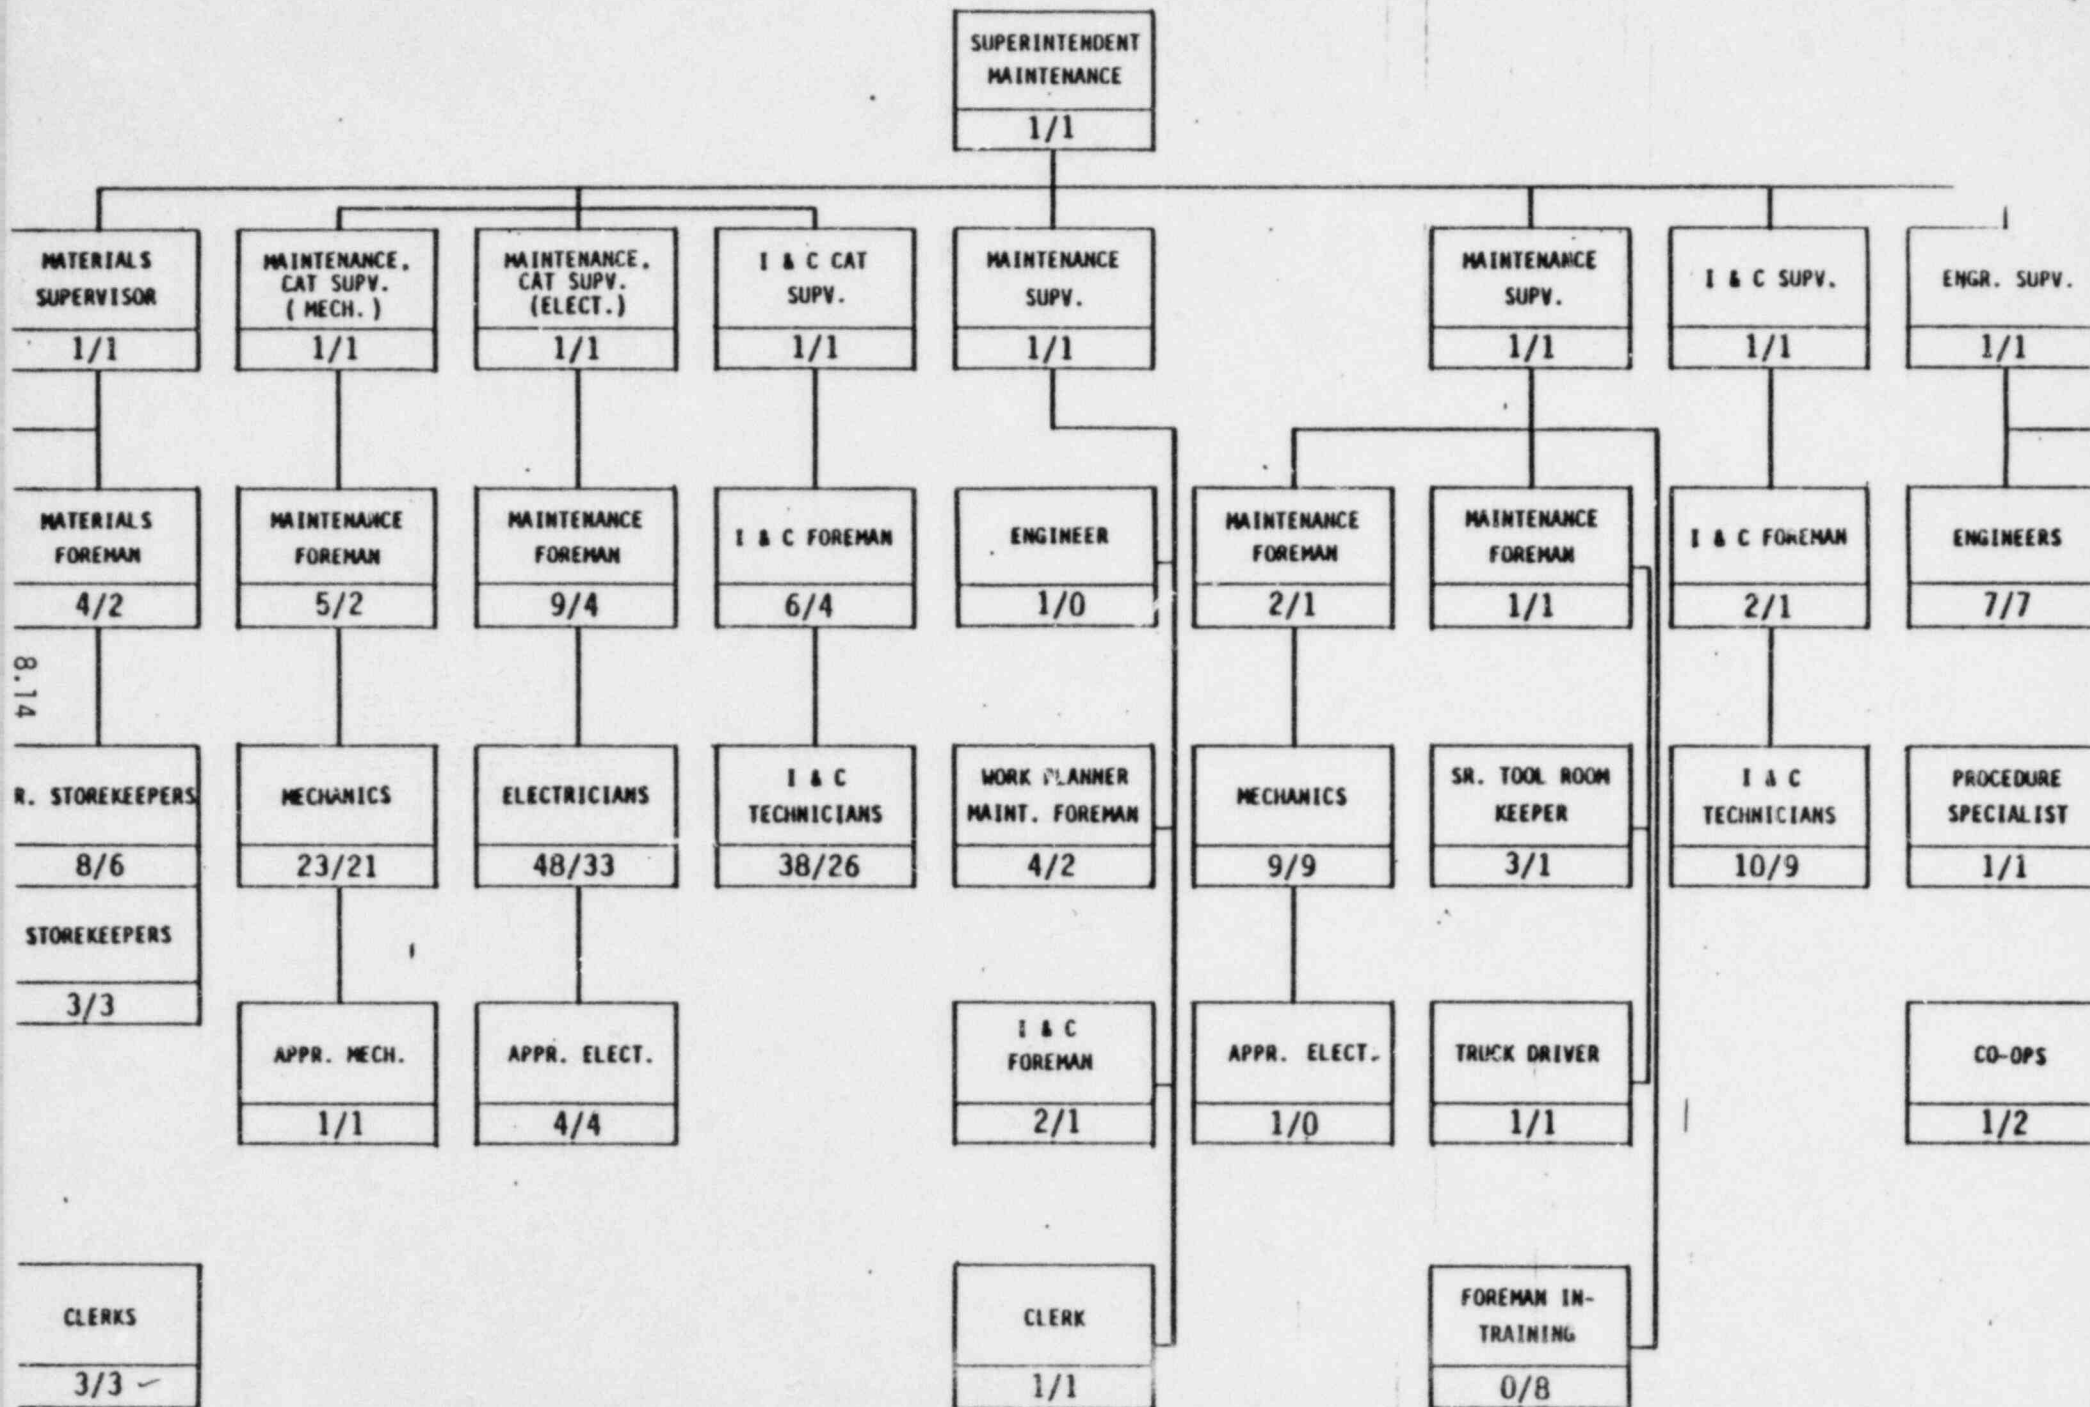 SUPERINTENDENT
MAINTENANCE
1/1
MATERIALS
SUPERVISOR
1/1
MAINTENANCE.
CAT SUPV.
( MECH. )
1/1
MAINTENANCE.
CAT SUPV.
(ELECT.)
1/1
I & C CAT
SUPV.
1/1
MAINTENANCE
SUPV.
1/1
MAINTENANCE
SUPV.
1/1
I & C SUPV.
1/1
ENGR. SUPV.
1/1
MATERIALS
FOREMAN
4/2
MAINTENANCE
FOREMAN
5/2
MAINTENANCE
FOREMAN
9/4
I & C FOREMAN
6/4
ENGINEER
1/0
MAINTENANCE
FOREMAN
2/1
MAINTENANCE
FOREMAN
1/1
I & C FOREMAN
2/1
ENGINEERS
7/7
8.14
R. STOREKEEPERS
8/6
MECHANICS
23/21
ELECTRICIANS
48/33
I & C
TECHNICIANS
38/26
WORK PLANNER
MAINT. FOREMAN
4/2
MECHANICS
9/9
SR. TOOL ROOM
KEEPER
3/1
I & C
TECHNICIANS
10/9
PROCEDURE
SPECIALIST
1/1
STOREKEEPERS
3/3
APPR. MECH.
1/1
APPR. ELECT.
4/4
I & C
FOREMAN
2/1
APPR. ELECT.
1/0
TRUCK DRIVER
1/1
CO-OPS
1/2
CLERKS
3/3
CLERK
1/1
FOREMAN IN-
TRAINING
0/8